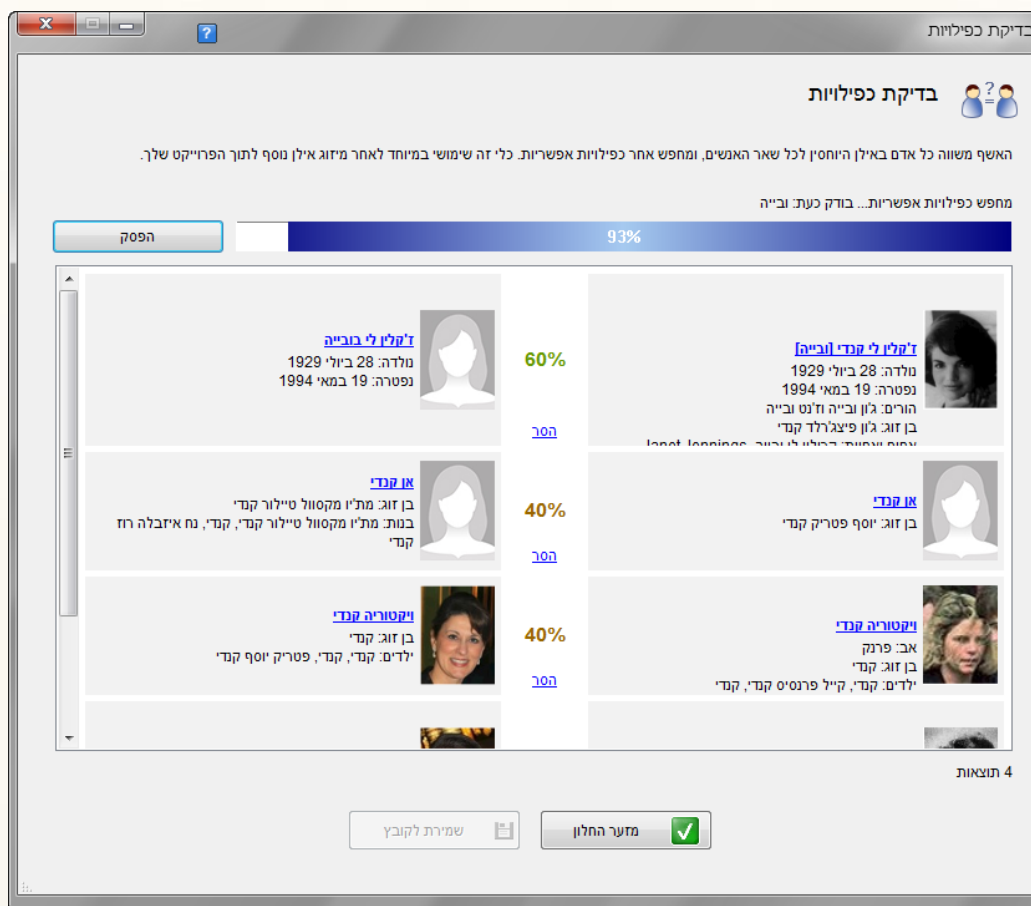 בדיקת כפילויות
?
בדיקת כפילויות
האשף משווה כל אדם באילן היוחסין לכל שאר האנשים, ומחפש אחר כפילויות אפשריות. כלי זה שימושי במיוחד לאחר מיזוג אילן נוסף לתוך הפרוייקט שלך.
מחפש כפילויות אפשריות... בודק כעת: ובייה
93%
הפסק
ז'קלין לי קנדי [ובייה]
נולדה: 28 ביולי 1929
נפטרה: 19 במאי 1994
הורים: ג'ון ובייה וז'נט ובייה
בן זוג: ג'ון פיצג'רלד קנדי
60%
הסר
ז'קלין לי בובייה
נולדה: 28 ביולי 1929
נפטרה: 19 במאי 1994
אן קנדי
בן זוג: יוסף פטריק קנדי
40%
הסר
אן קנדי
בן זוג: מת'יו מקסוול טיילור קנדי
בנות: מת'יו מקסוול טיילור קנדי, קנדי, נח איזבלה רוז
קנדי
ויקטוריה קנדי
אב: פרנק
בן זוג: קנדי
ילדים: קנדי, קייל פרנסיס קנדי, קנדי
40%
הסר
ויקטוריה קנדי
בן זוג: קנדי
ילדים: קנדי, קנדי, פטריק יוסף קנדי
4 תוצאות
מזער החלון
שמירת לקובץ